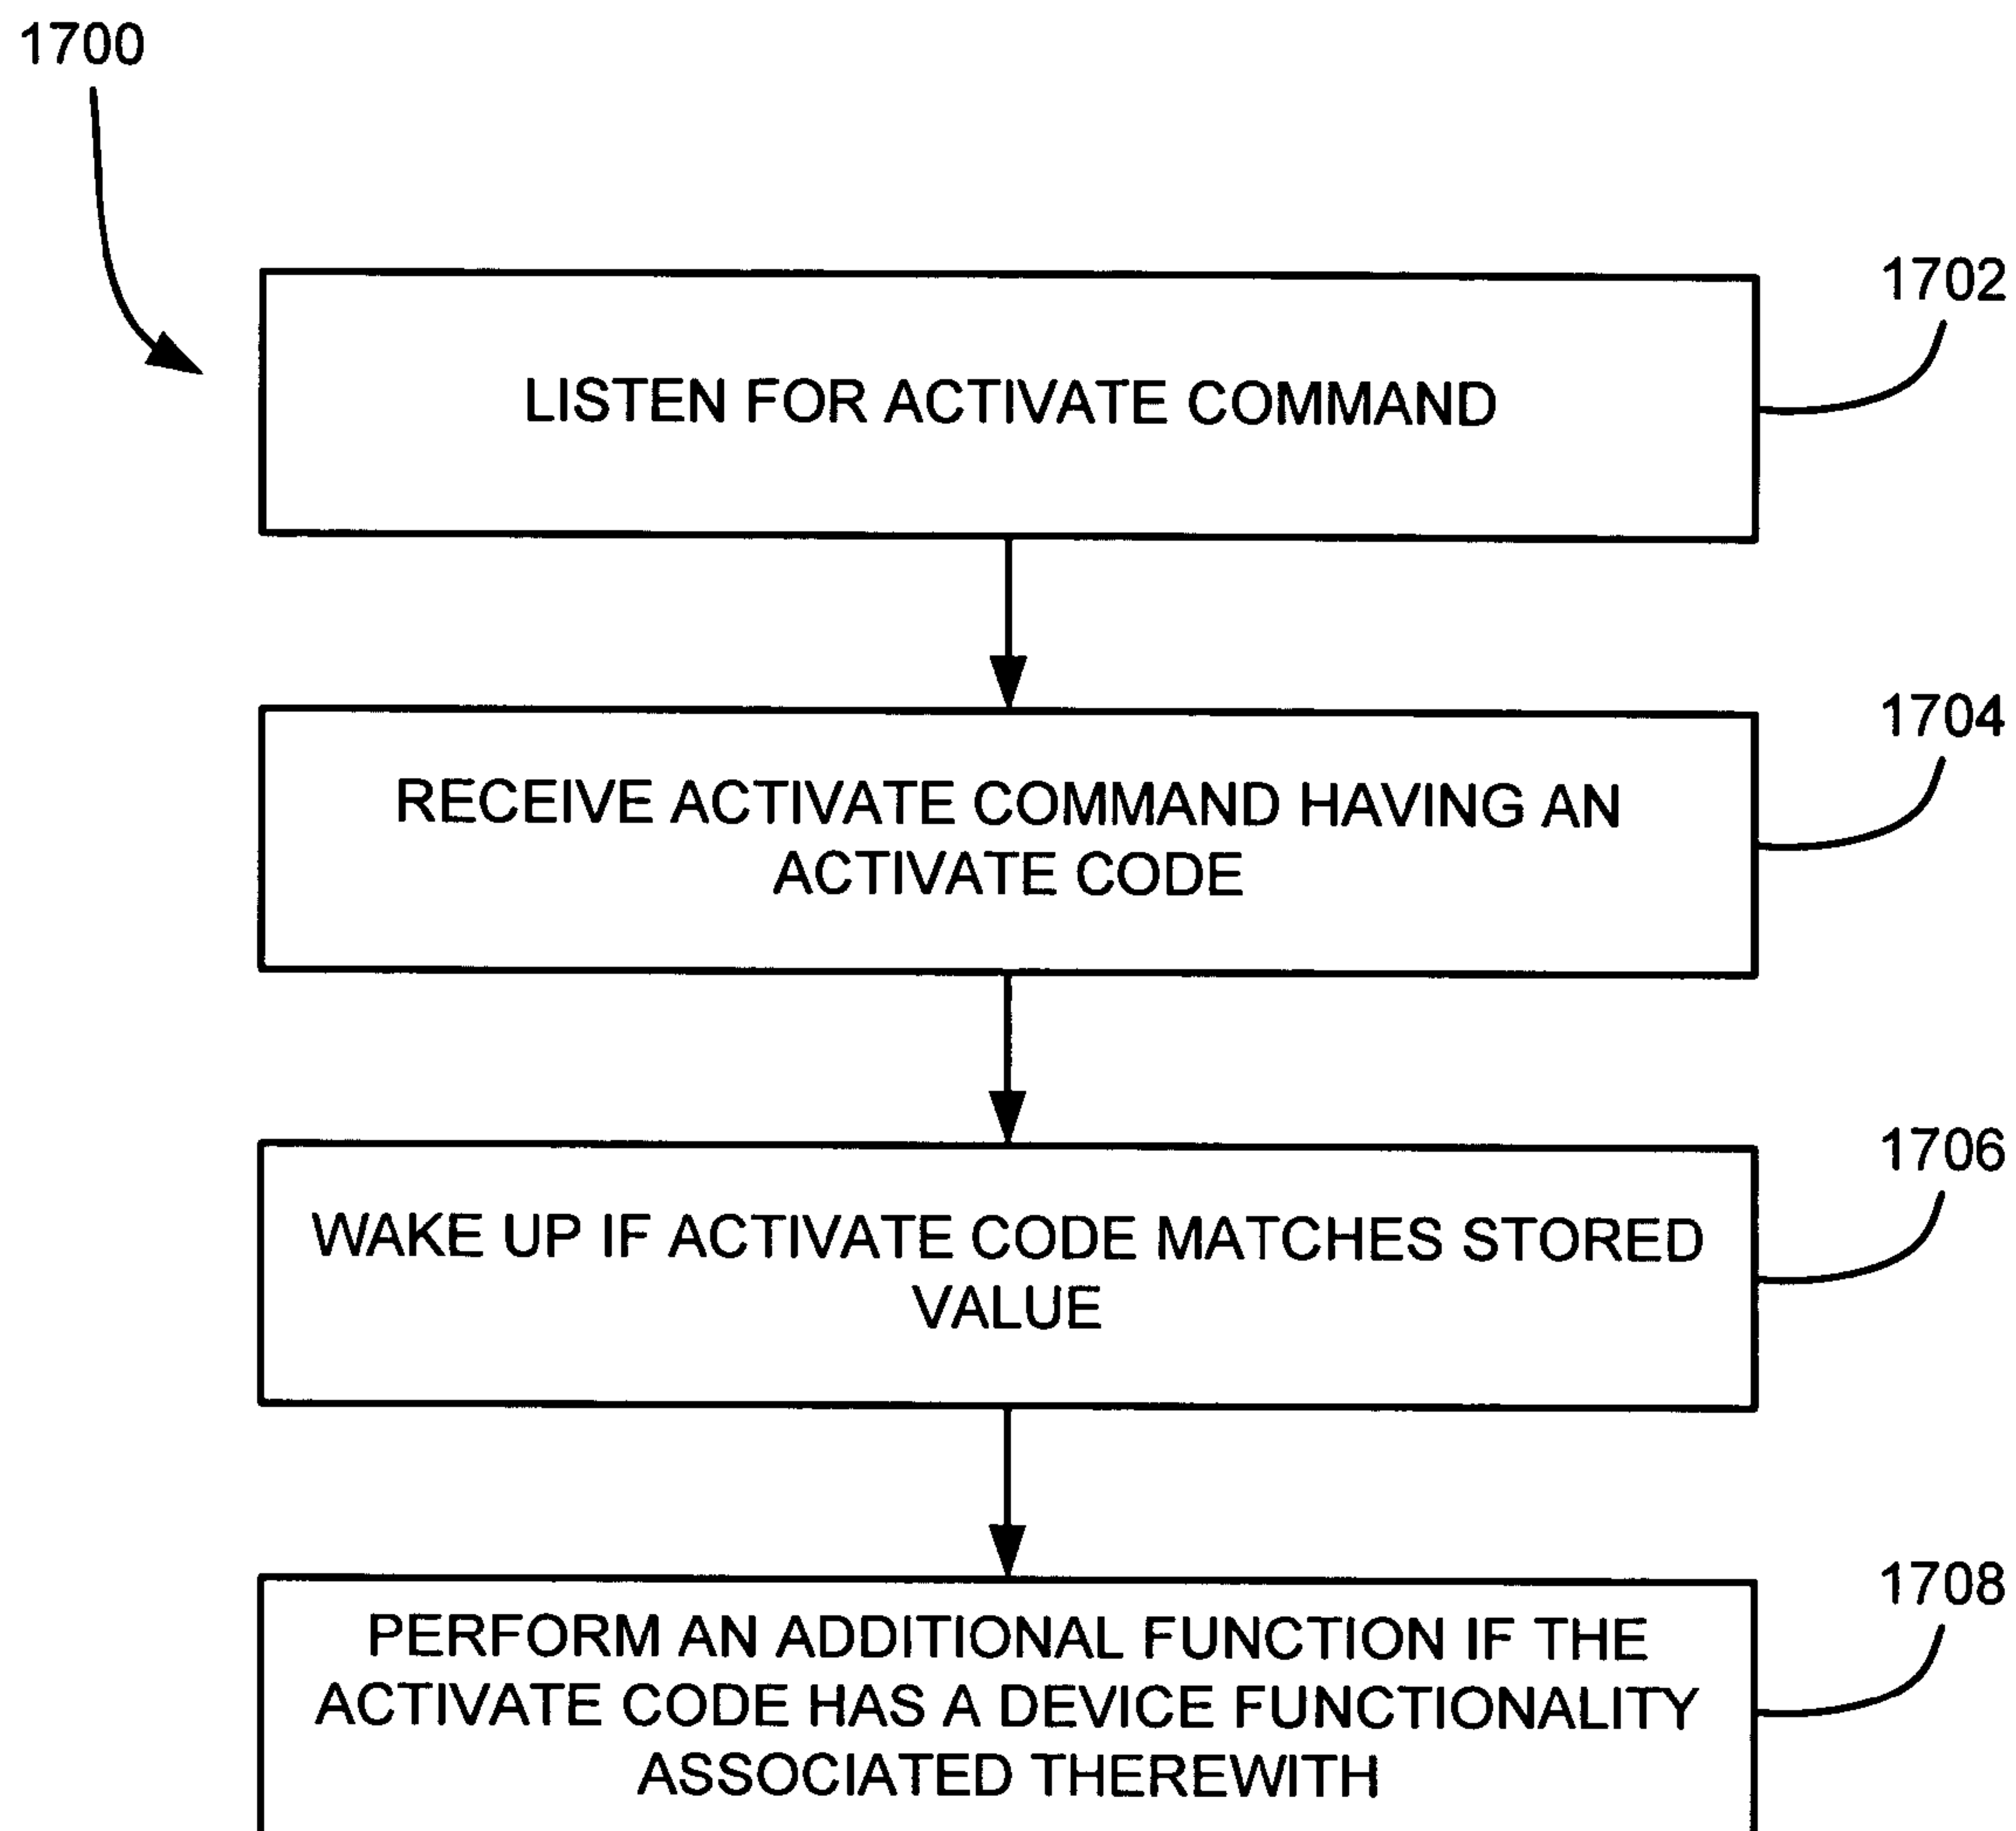 1700
1702
LISTEN FOR ACTIVATE COMMAND
1704
RECEIVE ACTIVATE COMMAND HAVING AN
ACTIVATE CODE
1706
WAKE UP IF ACTIVATE CODE MATCHES STORED
VALUE
1708
PERFORM AN ADDITIONAL FUNCTION IF THE
ACTIVATE CODE HAS A DEVICE FUNCTIONALITY
ASSOCIATED THEREWITH